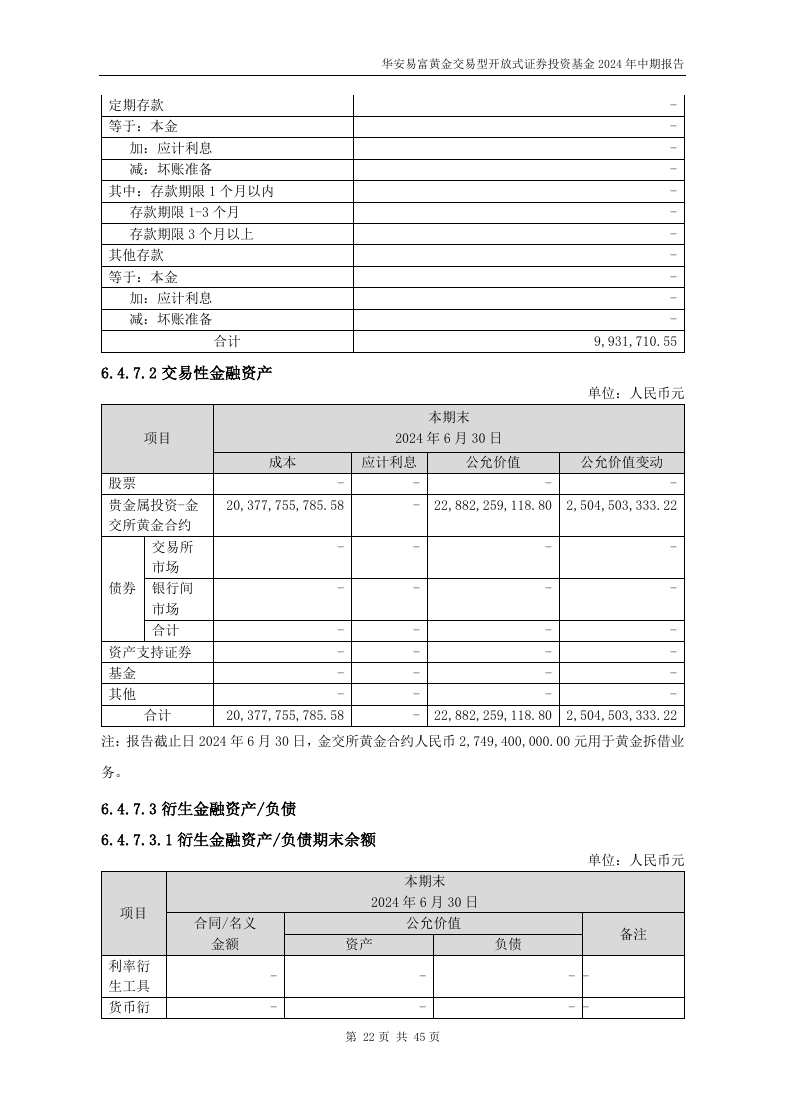 华安易富黄金交易型开放式证券投资基金 2024 年中期报告
定期存款 -
等于：本金 -
加：应计利息 -
减：坏账准备 -
其中：存款期限 1 个月以内 -
存款期限 1-3 个月 -
存款期限 3 个月以上 -
其他存款 -
等于：本金 -
加：应计利息 -
减：坏账准备 -
合计 9,931,710.55
6.4.7.2 交易性金融资产
单位：人民币元
项目
本期末
2024 年 6 月 30 日
成本 应计利息 公允价值 公允价值变动
股票 - - - -
贵金属投资-金 20,377,755,785.58 - 22,882,259,118.80 2,504,503,333.22
交所黄金合约
债券
交易所 - - - -
市场
银行间 - - - -
市场
合计 - - - -
资产支持证券 - - - -
基金 - - - -
其他 - - - -
合计 20,377,755,785.58 - 22,882,259,118.80 2,504,503,333.22
注：报告截止日 2024 年 6 月 30 日，金交所黄金合约人民币 2,749,400,000.00 元用于黄金拆借业
务。
6.4.7.3 衍生金融资产/负债
6.4.7.3.1 衍生金融资产/负债期末余额
单位：人民币元
项目
本期末
2024 年 6 月 30 日
合同/名义 公允价值 备注
金额 资产 负债
利率衍 - - - -
生工具
货币衍 - - - -
第 22 页 共 45 页